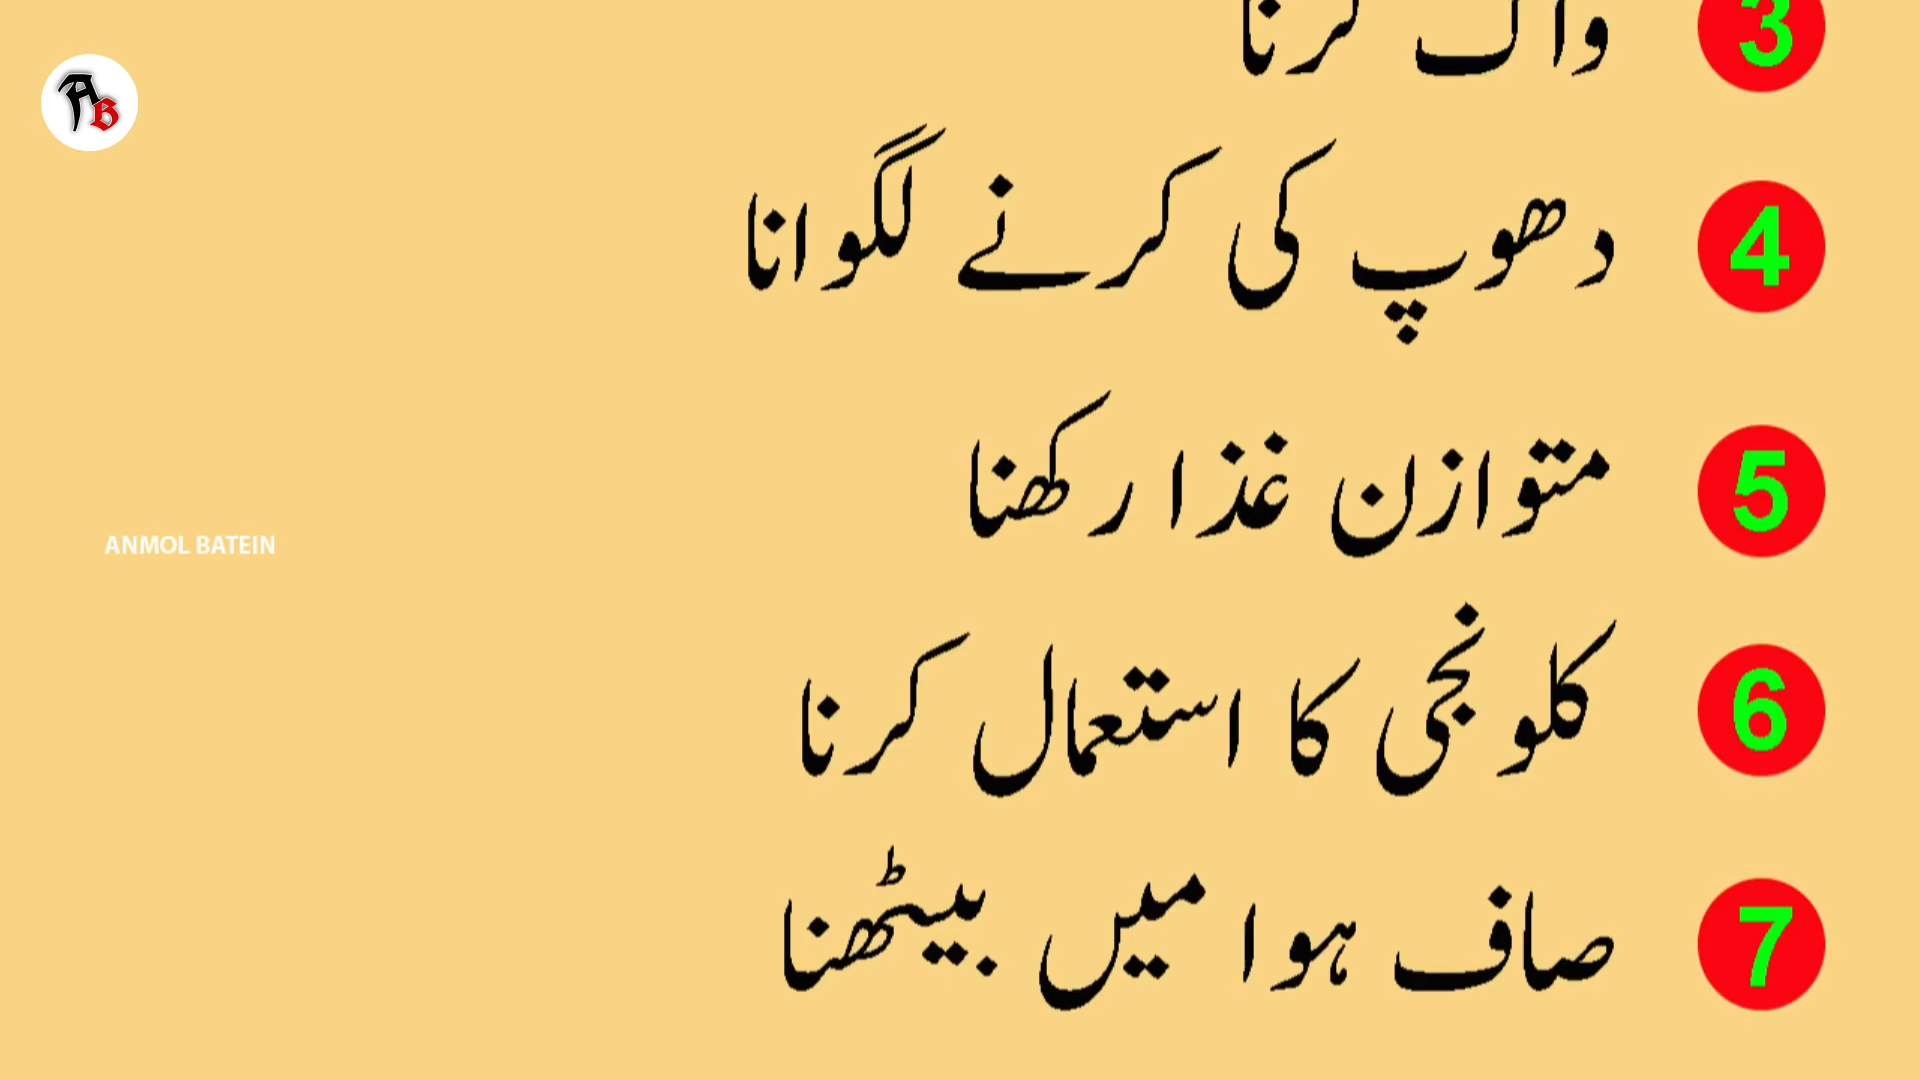 3 واک کرنا
4 دھوپ کی کرنے لگوانا
5 متوازن غذا رکھنا
6 کلونجی کا استعمال کرنا
7 صاف ہوا میں بیٹھنا
AB
ANMOL BATEIN